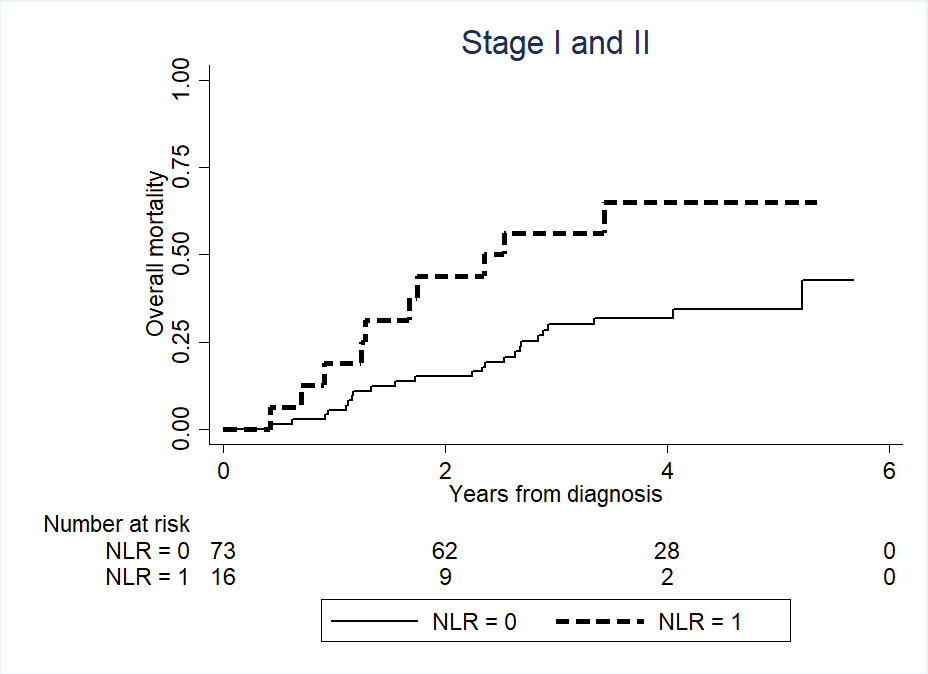 Stage I and II
Overall mortality
1.00
0.75
0.50
0.25
0.00
0 2 4 6
Years from diagnosis
Number at risk
NLR = 0 73 62 28 0
NLR = 1 16 9 2 0
NLR = 0 NLR = 1